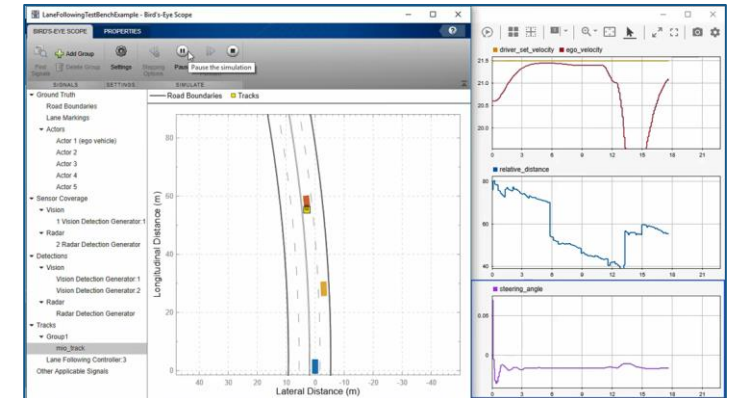 LaneFollowingTestBenchExample - Bird's-Eye Scope
BIRD'S-EYE SCOPE PROPERTIES
Add Group
Find Signals
Delete Group
Settings
Mapping Options
Pause
Pause the simulation
SIGNALS SETTINGS SIMULATE
Ground Truth
Road Boundaries
Lane Markings
Actors
Actor 1 (ego vehicle)
Actor 2
Actor 3
Actor 4
Actor 5
Sensor Coverage
Vision
1 Vision Detection Generator:1
Radar
2 Radar Detection Generator
Detections
Vision
Vision Detection Generator:1
Vision Detection Generator:2
Radar
Radar Detection Generator
Tracks
Group1
mio_track
Lane Following Controller:3
Other Applicable Signals
Road Boundaries Tracks
Longitudinal Distance (m)
80
60
40
20
0
40 30 20 10 0 -10 -20 -30 -40
Lateral Distance (m)
driver_set_velocity ego_velocity
21.5
21.0
20.5
20.0
0 3 6 9 12 15 18 21
relative_distance
80
60
40
0 3 6 9 12 15 18 21
steering_angle
0.06
0
0 3 6 9 12 15 18 21